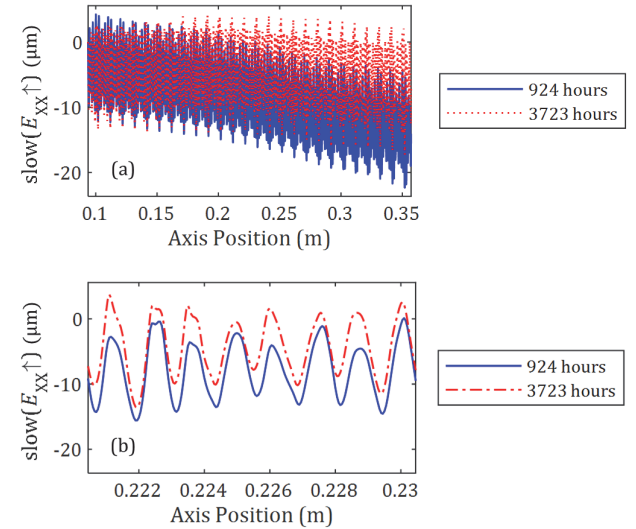 0
-10
-20
slow(E_XX↑) (μm)
(a)
0.1 0.15 0.2 0.25 0.3 0.35
Axis Position (m)
924 hours
3723 hours
0
-10
-20
slow(E_XX↑) (μm)
(b)
0.222 0.224 0.226 0.228 0.23
Axis Position (m)
924 hours
3723 hours